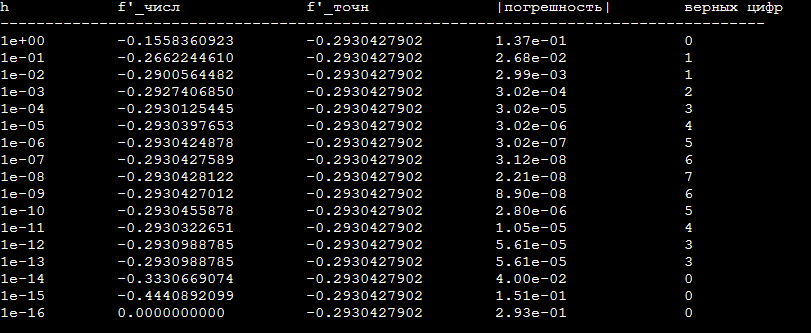 h f'_числ f'_точн |погрешность| верных цифр
---------------------------------------------------------------------------------
1e+00 -0.1558360923 -0.2930427902 1.37e-01 0
1e-01 -0.2662244610 -0.2930427902 2.68e-02 1
1e-02 -0.2900564482 -0.2930427902 2.99e-03 1
1e-03 -0.2927406850 -0.2930427902 3.02e-04 2
1e-04 -0.2930125445 -0.2930427902 3.02e-05 3
1e-05 -0.2930397653 -0.2930427902 3.02e-06 4
1e-06 -0.2930424878 -0.2930427902 3.02e-07 5
1e-07 -0.2930427589 -0.2930427902 3.12e-08 6
1e-08 -0.2930428122 -0.2930427902 2.21e-08 7
1e-09 -0.2930427012 -0.2930427902 8.90e-08 6
1e-10 -0.2930455878 -0.2930427902 2.80e-06 5
1e-11 -0.2930322651 -0.2930427902 1.05e-05 4
1e-12 -0.2930988785 -0.2930427902 5.61e-05 3
1e-13 -0.2930988785 -0.2930427902 5.61e-05 3
1e-14 -0.3330669074 -0.2930427902 4.00e-02 0
1e-15 -0.4440892099 -0.2930427902 1.51e-01 0
1e-16 0.0000000000 -0.2930427902 2.93e-01 0